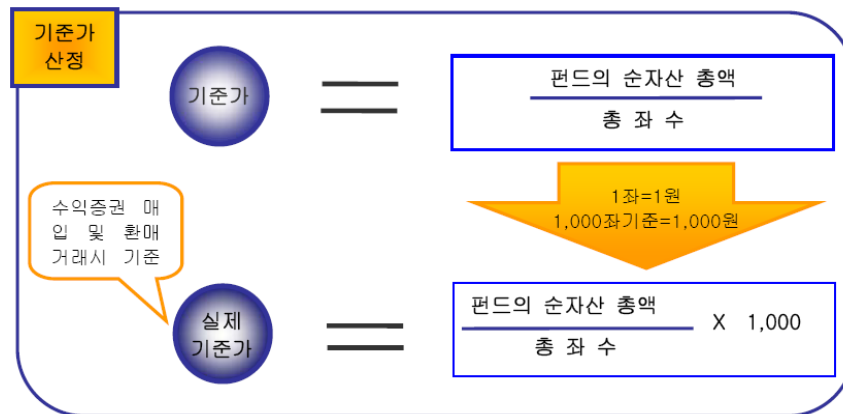 기준가
산정
기준가
펀드의 순자산 총액
총 좌 수
수익증권 매
입 및 환매
거래시 기준
1좌=1원
1,000좌기준=1,000원
실제
기준가
펀드의 순자산 총액
총 좌 수
X 1,000